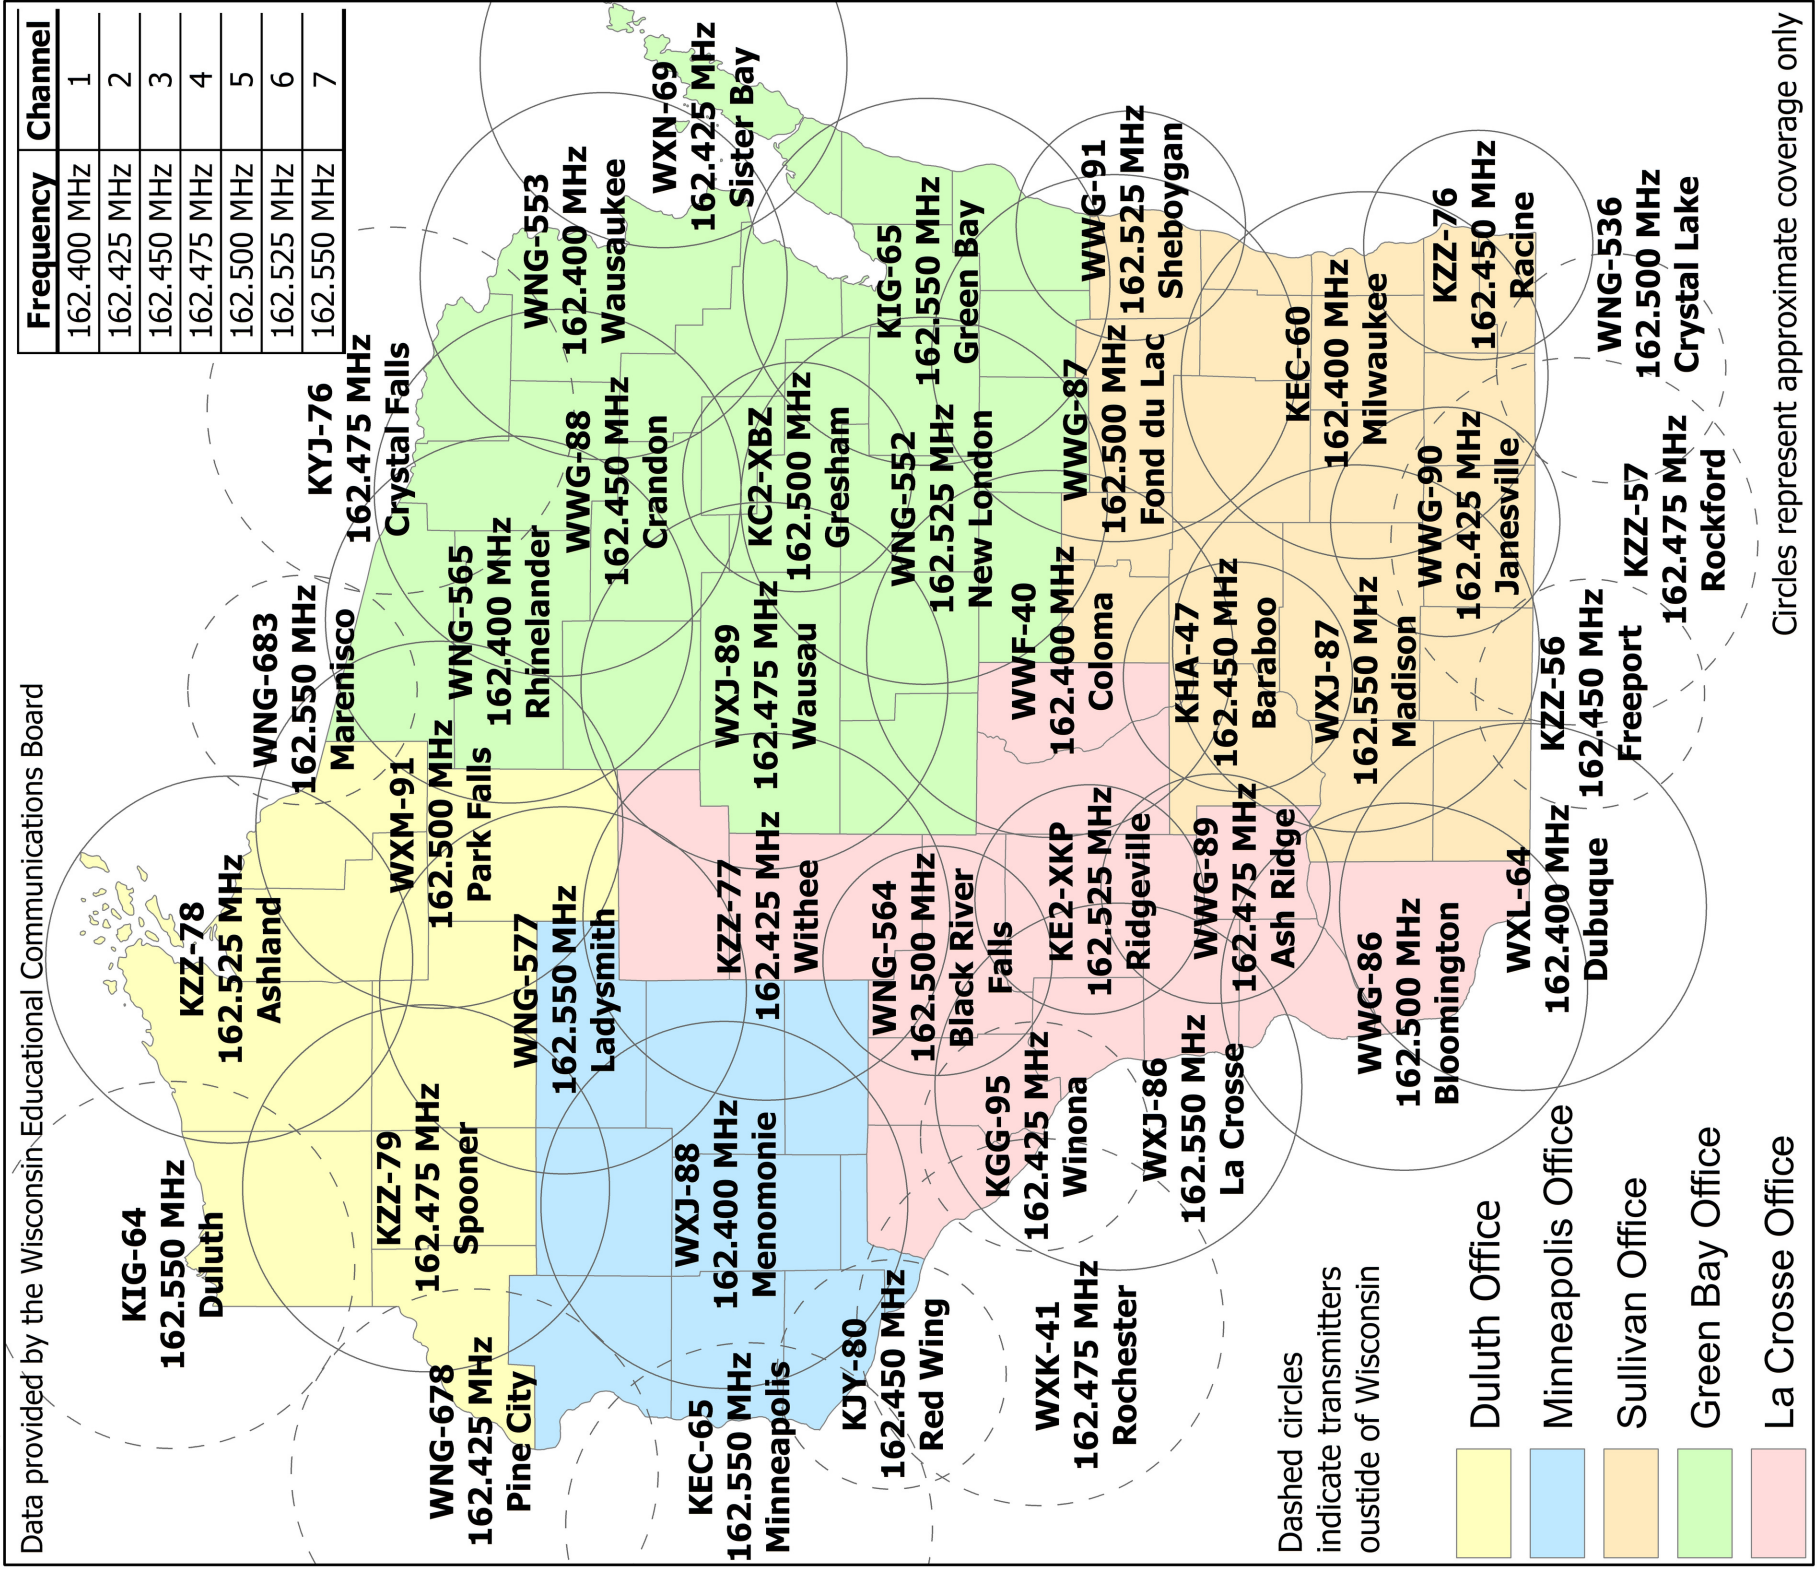 Data provided by the Wisconsin Educational Communications Board
Frequency Channel
162.400 MHz 1
162.425 MHz 2
162.450 MHz 3
162.475 MHz 4
162.500 MHz 5
162.525 MHz 6
162.550 MHz 7
KIG-64
162.550 MHz
Duluth
KZZ-78
162.525 MHz
Ashland
WNG-683
162.550 MHz
Marenisco
KYJ-76
162.475 MHz
Crystal Falls
WNG-678
162.425 MHz
Pine City
KZZ-79
162.475 MHz
Spooner
WXM-91
162.500 MHz
Park Falls
WNG-565
162.400 MHz
Rhinelander
WNG-577
162.550 MHz
Ladysmith
WWG-88
162.450 MHz
Crandon
WNG-553
162.400 MHz
Wausaukee
WXN-69
162.425 MHz
Sister Bay
KEC-65
162.550 MHz
Minneapolis
WXJ-88
162.400 MHz
Menomonie
KZZ-77
162.425 MHz
Withee
WXJ-89
162.475 MHz
Wausau
KC2-XBZ
162.500 MHz
Gresham
KJY-80
162.450 MHz
Red Wing
WNG-564
162.500 MHz
Black River
Falls
WNG-552
162.525 MHz
New London
KIG-65
162.550 MHz
Green Bay
WXK-41
162.475 MHz
Rochester
KGG-95
162.425 MHz
Winona
KE2-XKP
162.525 MHz
Ridgeville
WWF-40
162.400 MHz
Coloma
WWG-87
162.500 MHz
Fond du Lac
WWG-91
162.525 MHz
Sheboygan
WXJ-86
162.550 MHz
La Crosse
WWG-89
162.475 MHz
Ash Ridge
KHA-47
162.450 MHz
Baraboo
WXJ-87
162.550 MHz
Madison
KEC-60
162.400 MHz
Milwaukee
WWG-86
162.500 MHz
Bloomington
WWG-90
162.425 MHz
Janesville
KZZ-76
162.450 MHz
Racine
WXL-64
162.400 MHz
Dubuque
KZZ-56
162.450 MHz
Freeport
KZZ-57
162.475 MHz
Rockford
WNG-536
162.500 MHz
Crystal Lake
Dashed circles
indicate transmitters
oustide of Wisconsin
Duluth Office
Minneapolis Office
Sullivan Office
Green Bay Office
La Crosse Office
Circles represent approximate coverage only